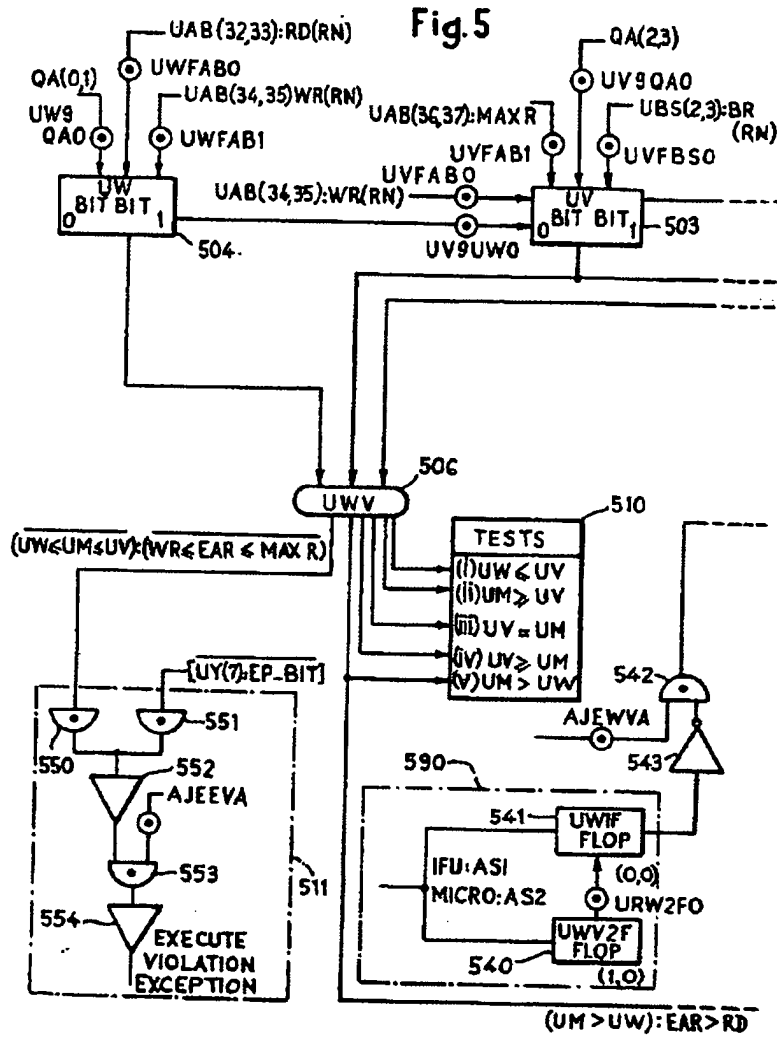 Fig. 5
UAB(32,33):RD(RN)
UWFAB0
QA(0,1)
UW9
QA0
UAB(34,35)WR(RN)
UWFAB1
QA(2,3)
UV9QA0
UAB(36,37):MAXR
UVFAB1
UBS(2,3):BR
(RN)
UVFBS0
UVFAB0
UAB(34,35):WR(RN)
UW
BIT BIT
0 1
504
UV
BIT BIT
0 1
503
UV9UW0
506
UWV
510
TESTS
(i)UW≤UV
(ii)UM≥UV
(iii)UV=UM
(iv)UV≥UM
(v)UM>UW
(UW≤UM≤UV):(WR≤EAR≤MAX R)
[UY(7):EP-BIT]
550
551
552
AJEEVA
553
554
511
EXECUTE
VIOLATION
EXCEPTION
542
AJEWVA
543
590
541
UW1F
FLOP
(0,0)
IFU:AS1
MICRO:AS2
URW2F0
UWV2F
FLOP
540
(1,0)
(UM>UW):EAR>RD